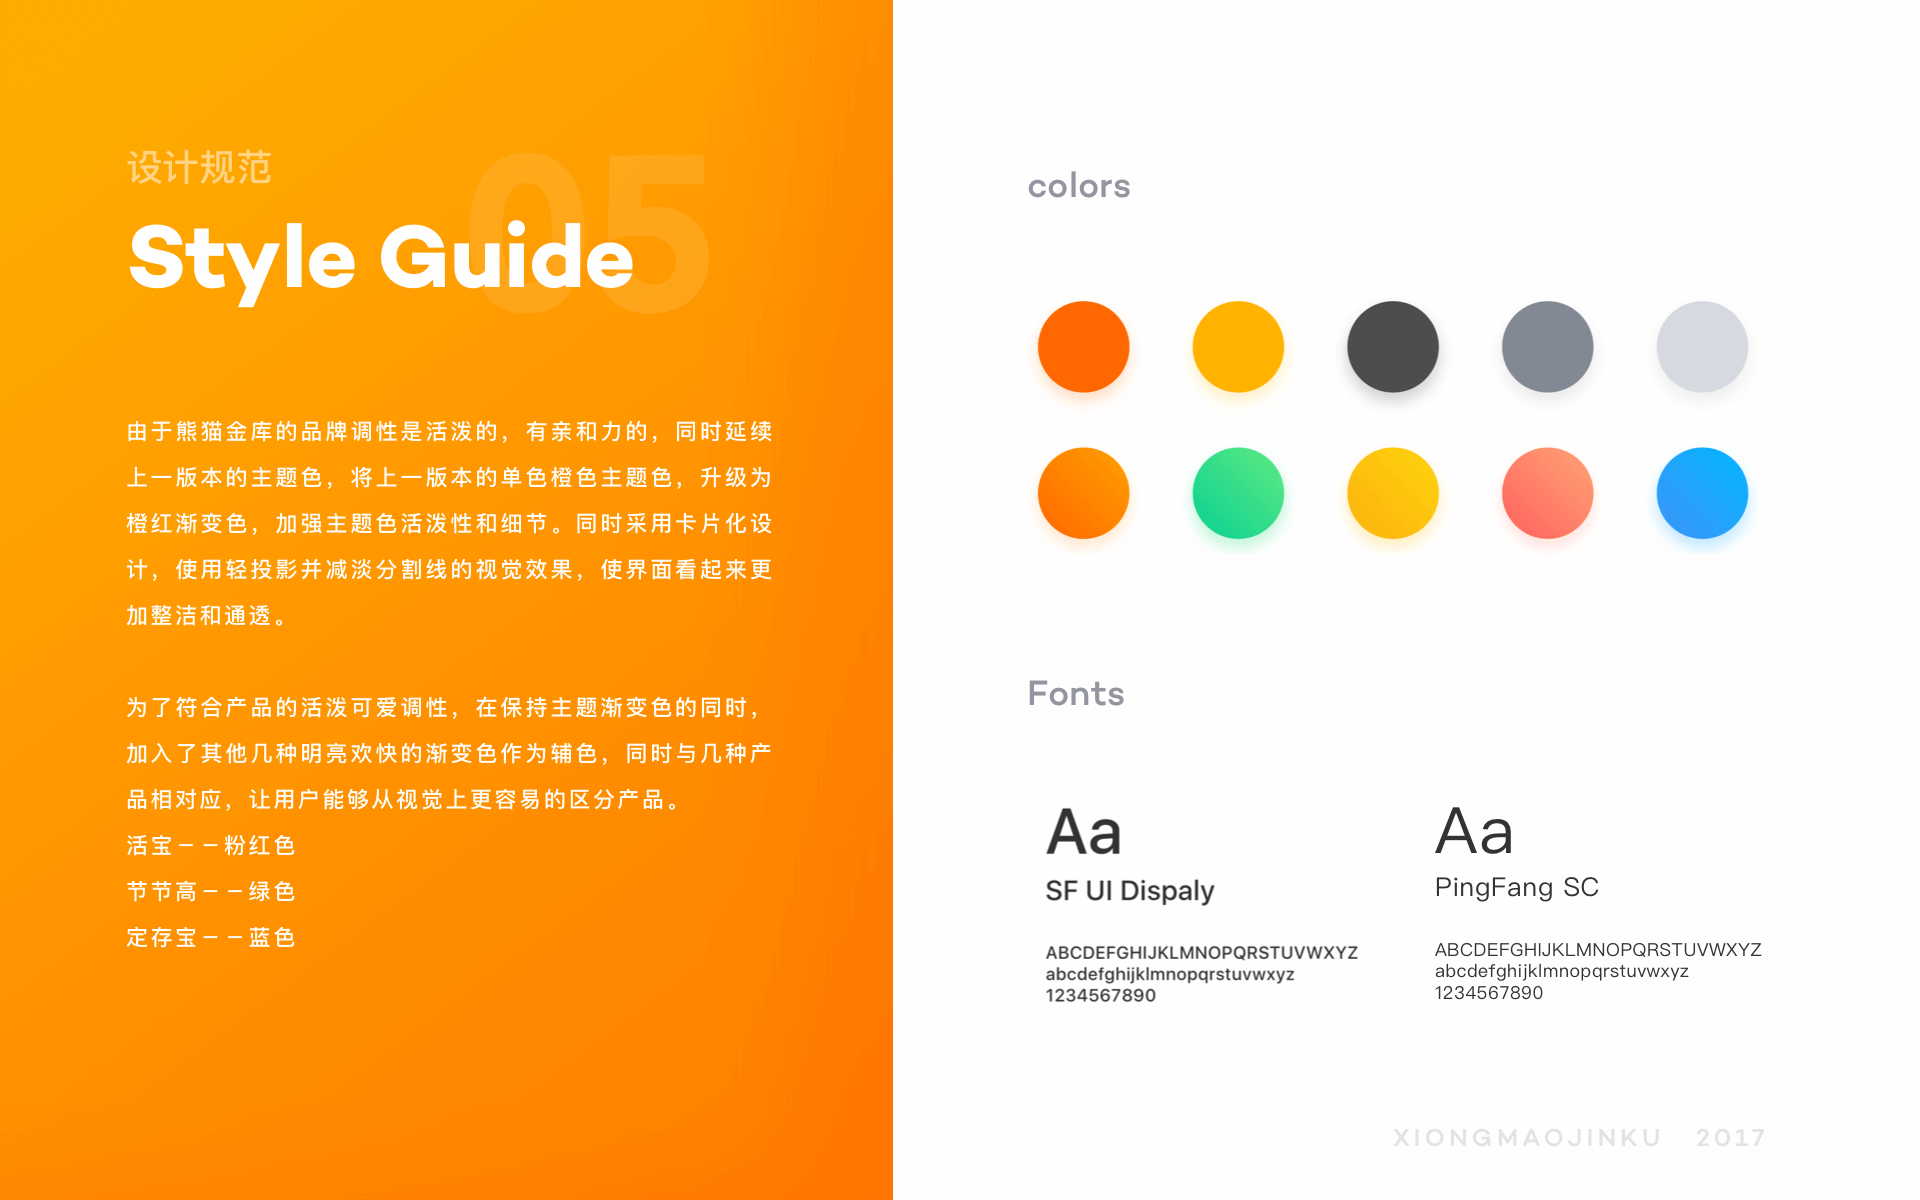 设计规范
05
Style Guide
由于熊猫金库的品牌调性是活泼的，有亲和力的，同时延续
上一版本的主题色，将上一版本的单色橙色主题色，升级为
橙红渐变色，加强主题色活泼性和细节。同时采用卡片化设
计，使用轻投影并减淡分割线的视觉效果，使界面看起来更
加整洁和通透。
为了符合产品的活泼可爱调性，在保持主题渐变色的同时，
加入了其他几种明亮欢快的渐变色作为辅色，同时与几种产
品相对应，让用户能够从视觉上更容易的区分产品。
活宝——粉红色
节节高——绿色
定存宝——蓝色
colors
Fonts
Aa
SF UI Dispaly
ABCDEFGHIJKLMNOPQRSTUVWXYZ
abcdefghijklmnopqrstuvwxyz
1234567890
Aa
PingFang SC
ABCDEFGHIJKLMNOPQRSTUVWXYZ
abcdefghijklmnopqrstuvwxyz
1234567890
XIONGMAOJINKU 2017